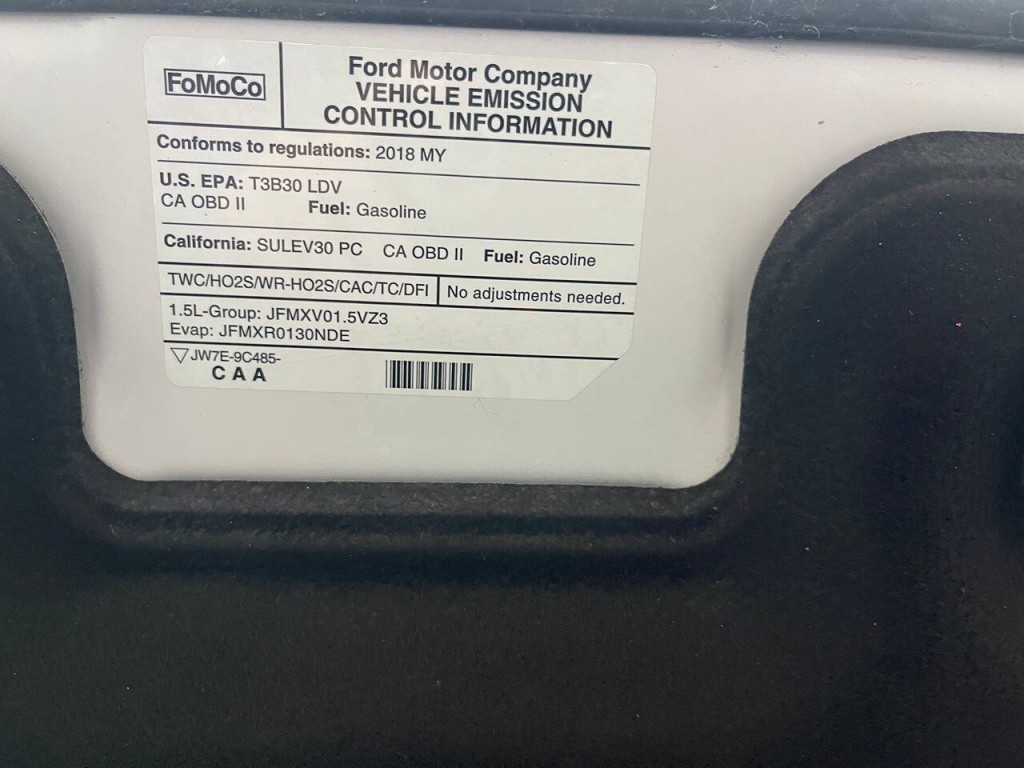 FoMoCo
Ford Motor Company
VEHICLE EMISSION
CONTROL INFORMATION
Conforms to regulations: 2018 MY
U.S. EPA: T3B30 LDV
CA OBD II Fuel: Gasoline
California: SULEV30 PC CA OBD II Fuel: Gasoline
TWC/HO2S/WR-HO2S/CAC/TC/DFI No adjustments needed.
1.5L-Group: JFMXV01.5VZ3
Evap: JFMXR0130NDE
JW7E-9C485-
CAA